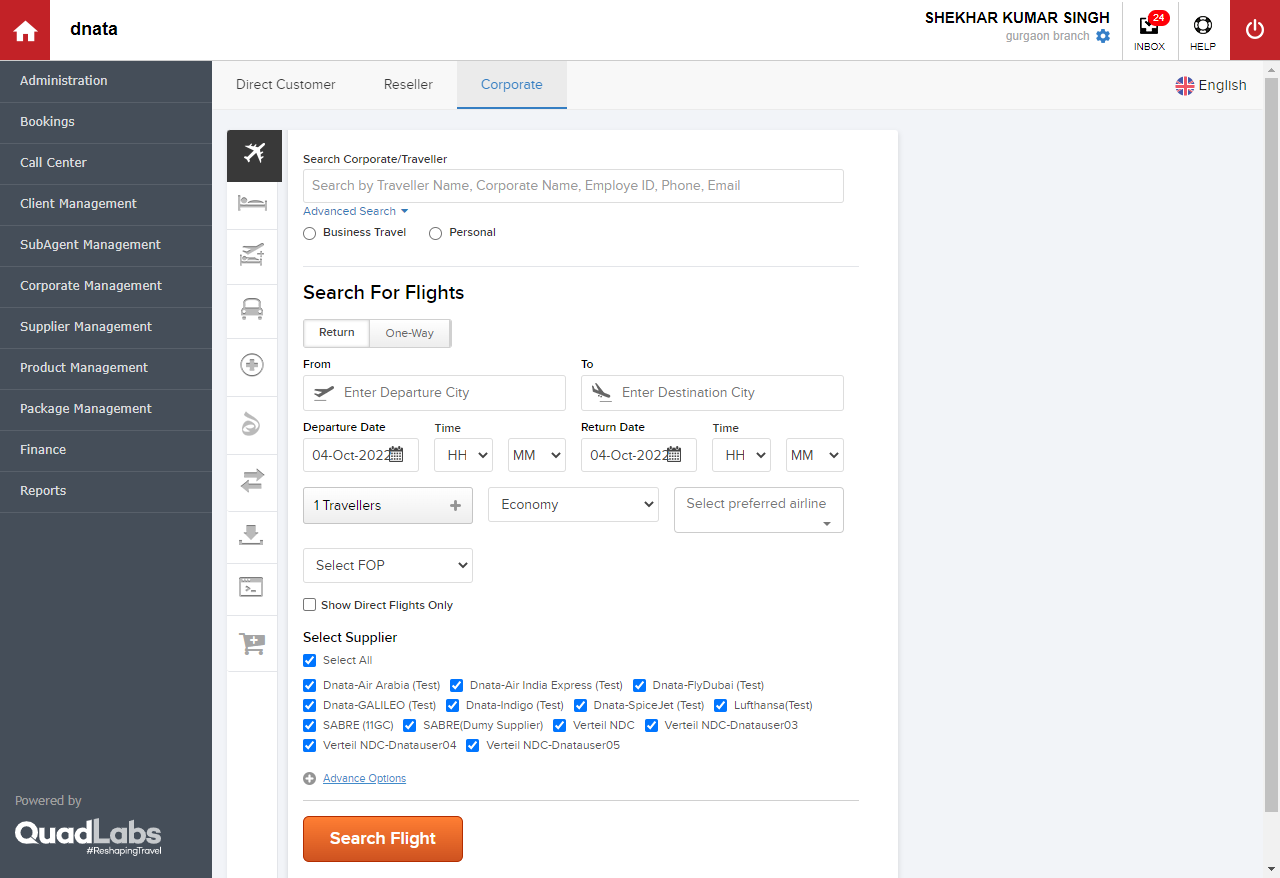 dnata
SHEKHAR KUMAR SINGH
gurgaon branch
24
INBOX
HELP
Administration
Bookings
Call Center
Client Management
SubAgent Management
Corporate Management
Supplier Management
Product Management
Package Management
Finance
Reports
Powered by
QuadLabs
#ReshapingTravel
Direct Customer
Reseller
Corporate
English
Search Corporate/Traveller
Search by Traveller Name, Corporate Name, Employe ID, Phone, Email
Advanced Search
Business Travel
Personal
Search For Flights
Return
One-Way
From
To
Enter Departure City
Enter Destination City
Departure Date
Time
Return Date
Time
04-Oct-2022
HH
MM
04-Oct-2022
HH
MM
1 Travellers
Economy
Select preferred airline
Select FOP
Show Direct Flights Only
Select Supplier
Select All
Dnata-Air Arabia (Test)
Dnata-Air India Express (Test)
Dnata-FlyDubai (Test)
Dnata-GALILEO (Test)
Dnata-Indigo (Test)
Dnata-SpiceJet (Test)
Lufthansa(Test)
SABRE (11GC)
SABRE(Dumy Supplier)
Verteil NDC
Verteil NDC-Dnatauser03
Verteil NDC-Dnatauser04
Verteil NDC-Dnatauser05
Advance Options
Search Flight